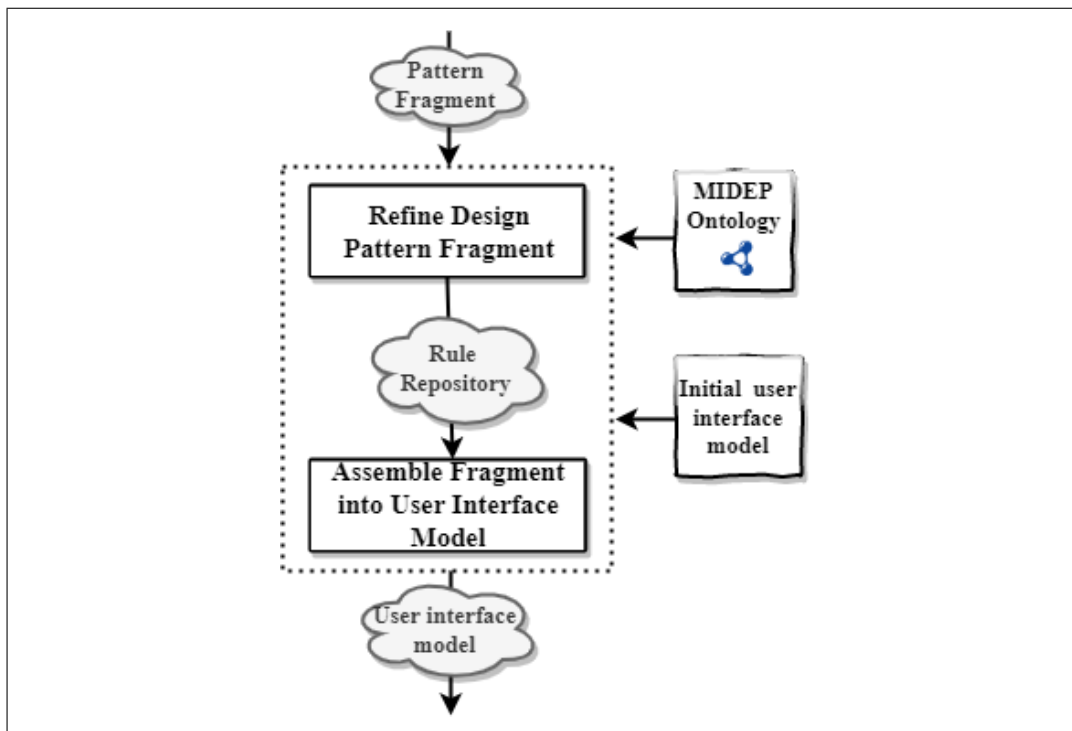 Pattern
Fragment
Refine Design
Pattern Fragment
MIDEP
Ontology
Rule
Repository
Initial user
interface
model
Assemble Fragment
into User Interface
Model
User interface
model